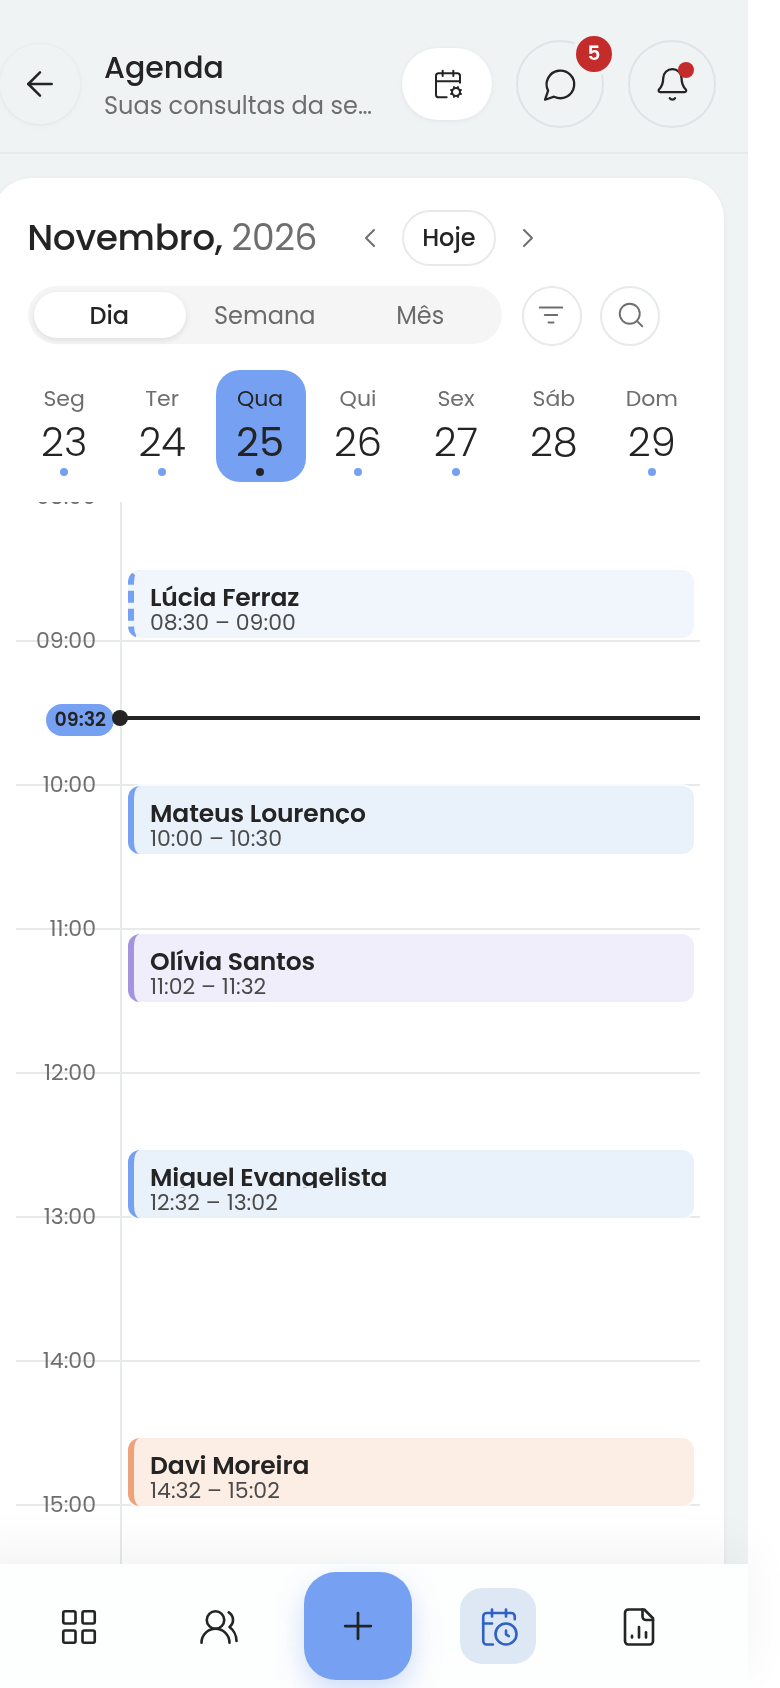 Agenda
Suas consultas da se...
5
Novembro, 2026
Hoje
Dia Semana Mês
Seg Ter Qua Qui Sex Sáb Dom
23 24 25 26 27 28 29
Lúcia Ferraz
08:30 – 09:00
09:00
09:32
10:00
Mateus Lourenço
10:00 – 10:30
11:00
Olívia Santos
11:02 – 11:32
12:00
Miguel Evangelista
12:32 – 13:02
13:00
14:00
Davi Moreira
14:32 – 15:02
15:00